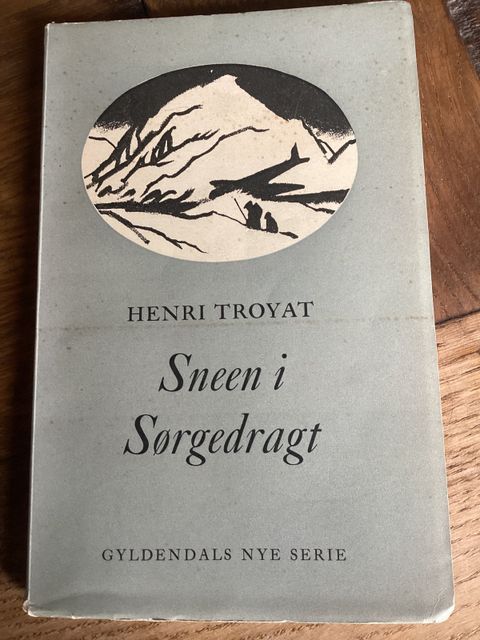 HENRI TROYAT
Sneen i
Sørgedragt
GYLDENDALS NYE SERIE